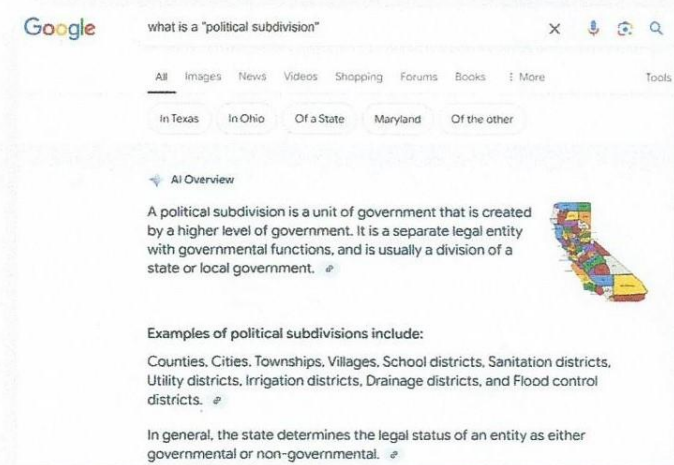 Google
what is a "political subdivision"
All Images News Videos Shopping Forums Books More Tools
In Texas In Ohio Of a State Maryland Of the other
AI Overview
A political subdivision is a unit of government that is created
by a higher level of government. It is a separate legal entity
with governmental functions, and is usually a division of a
state or local government.
Examples of political subdivisions include:
Counties, Cities, Townships, Villages, School districts, Sanitation districts,
Utility districts, Irrigation districts, Drainage districts, and Flood control
districts.
In general, the state determines the legal status of an entity as either
governmental or non-governmental.